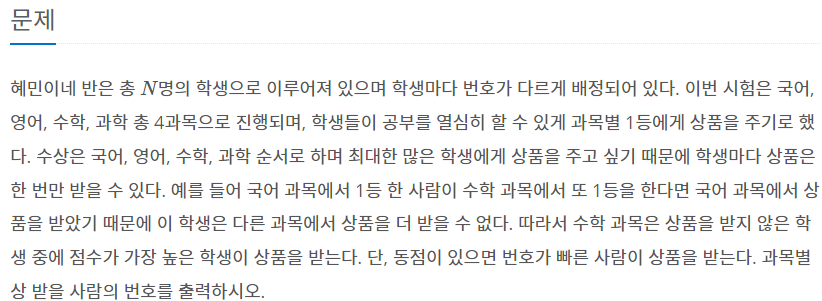 문제
혜민이네 반은 총 N명의 학생으로 이루어져 있으며 학생마다 번호가 다르게 배정되어 있다. 이번 시험은 국어,
영어, 수학, 과학 총 4과목으로 진행되며, 학생들이 공부를 열심히 할 수 있게 과목별 1등에게 상품을 주기로 했
다. 수상은 국어, 영어, 수학, 과학 순서로 하며 최대한 많은 학생에게 상품을 주고 싶기 때문에 학생마다 상품은
한 번만 받을 수 있다. 예를 들어 국어 과목에서 1등 한 사람이 수학 과목에서 또 1등을 한다면 국어 과목에서 상
품을 받았기 때문에 이 학생은 다른 과목에서 상품을 더 받을 수 없다. 따라서 수학 과목은 상품을 받지 않은 학
생 중에 점수가 가장 높은 학생이 상품을 받는다. 단, 동점이 있으면 번호가 빠른 사람이 상품을 받는다. 과목별
상 받을 사람의 번호를 출력하시오.